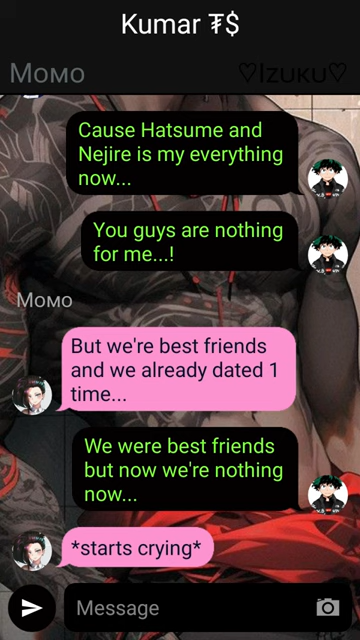 Kumar ₮$
Momo
♡Izuku♡
Cause Hatsume and
Nejire is my everything
now...
You guys are nothing
for me...!
Momo
But we're best friends
and we already dated 1
time...
We were best friends
but now we're nothing
now...
*starts crying*
Message